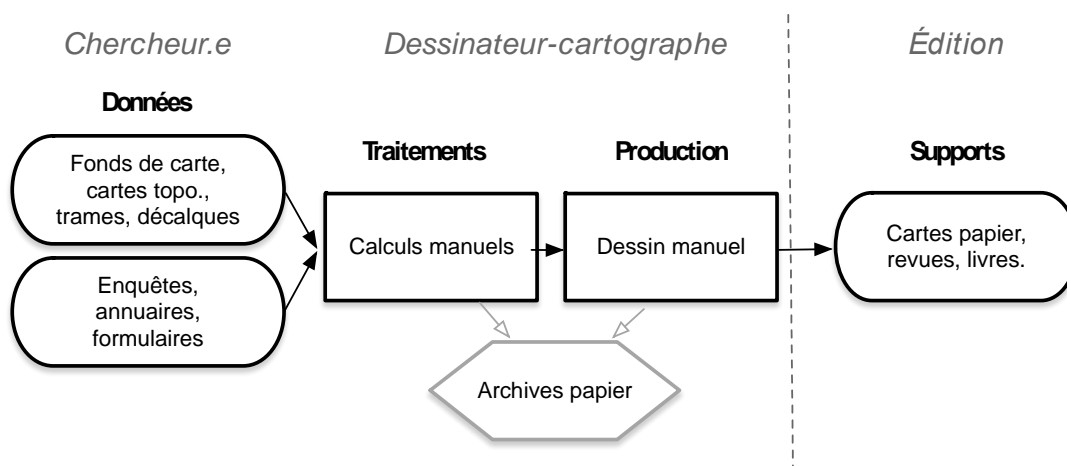 Chercheur.e
Dessinateur-cartographe
Édition
Données
Fonds de carte,
cartes topo.,
trames, décalques
Enquêtes,
annuaires,
formulaires
Traitements
Calculs manuels
Production
Dessin manuel
Supports
Cartes papier,
revues, livres.
Archives papier